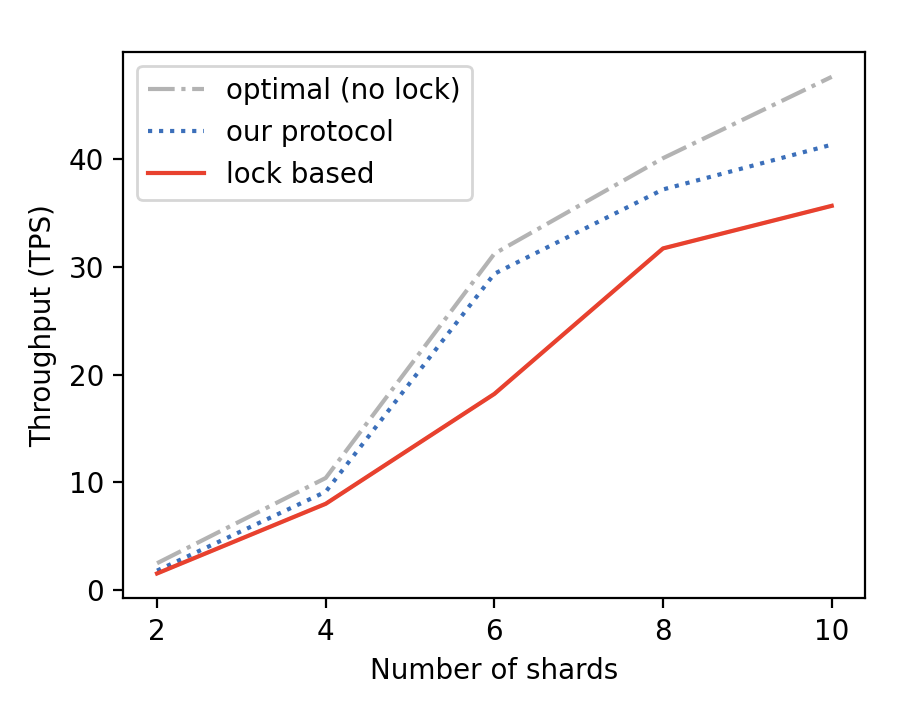 optimal (no lock)
our protocol
lock based
Throughput (TPS)
40
30
20
10
0
2 4 6 8 10
Number of shards